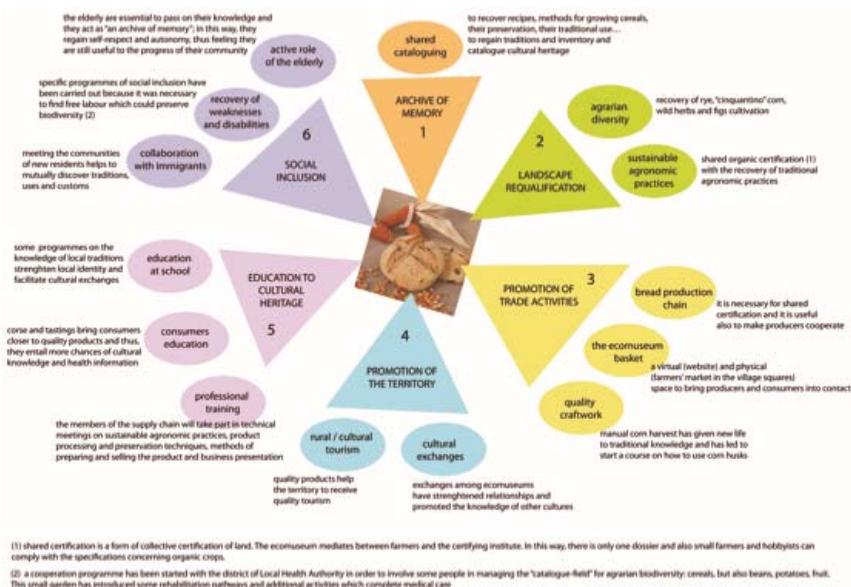 the elderly are essential to pass on their knowledge and
they act as "an archive of memory"; in this way, they
regain self-respect and autonomy, thus feeling they
are still useful to the progress of their community
active role
of the elderly
specific programmes of social inclusion have
been carried out because it was necessary
to find free labour which could preserve
biodiversity (2)
recovery of
weaknesses
and disabilities
meeting the communities
of new residents helps to
mutually discover traditions,
uses and customs
collaboration
with immigrants
6
SOCIAL
INCLUSION
shared
cataloguing
to recover recipes, methods for growing cereals,
their preservation, their traditional use...
to regain traditions and inventory and
catalogue cultural heritage
ARCHIVE OF
MEMORY
1
agrarian
diversity
recovery of rye, "cinquantino" corn,
wild herbs and figs cultivation
2
LANDSCAPE
REQUALIFICATION
sustainable
agronomic
practices
shared organic certification (1)
with the recovery of traditional
agronomic practices
some programmes on the
knowledge of local traditions
strenghten local identity and
facilitate cultural exchanges
education
at school
EDUCATION TO
CULTURAL
HERITAGE
5
corse and tastings bring consumers
closer to quality products and thus,
they entail more chances of cultural
knowledge and health information
consumers
education
professional
training
the members of the supply chain will take part in technical
meetings on sustainable agronomic practices, product
processing and preservation techniques, methods of
preparing and selling the product and business presentation
3
PROMOTION OF
TRADE ACTIVITIES
bread production
chain
it is necessary for shared
certification and it is useful
also to make producers cooperate
the ecomuseum
basket
a virtual (website) and physical
(farmers' market in the village squares)
space to bring producers and consumers into contact
quality
craftwork
manual corn harvest has given new life
to traditional knowledge and has led to
start a course on how to use corn husks
4
PROMOTION OF
THE TERRITORY
rural / cultural
tourism
quality products help
the territory to receive
quality tourism
cultural
exchanges
exchanges among ecomuseums
have strenghtened relationships and
promoted the knowledge of other cultures
(1) shared certification is a form of collective certification of land. The ecomuseum mediates between farmers and the certifying institute. In this way, there is only one dossier and also small farmers and hobbyists can
comply with the specifications concerning organic crops.
(2) a cooperation programme has been started with the district of Local Health Authority in order to involve some people in managing the "catalogue-field" for agrarian biodiversity: cereals, but also beans, potatoes, fruit.
This small garden has introduced some rehabilitation pathways and additional activities which complete medical care